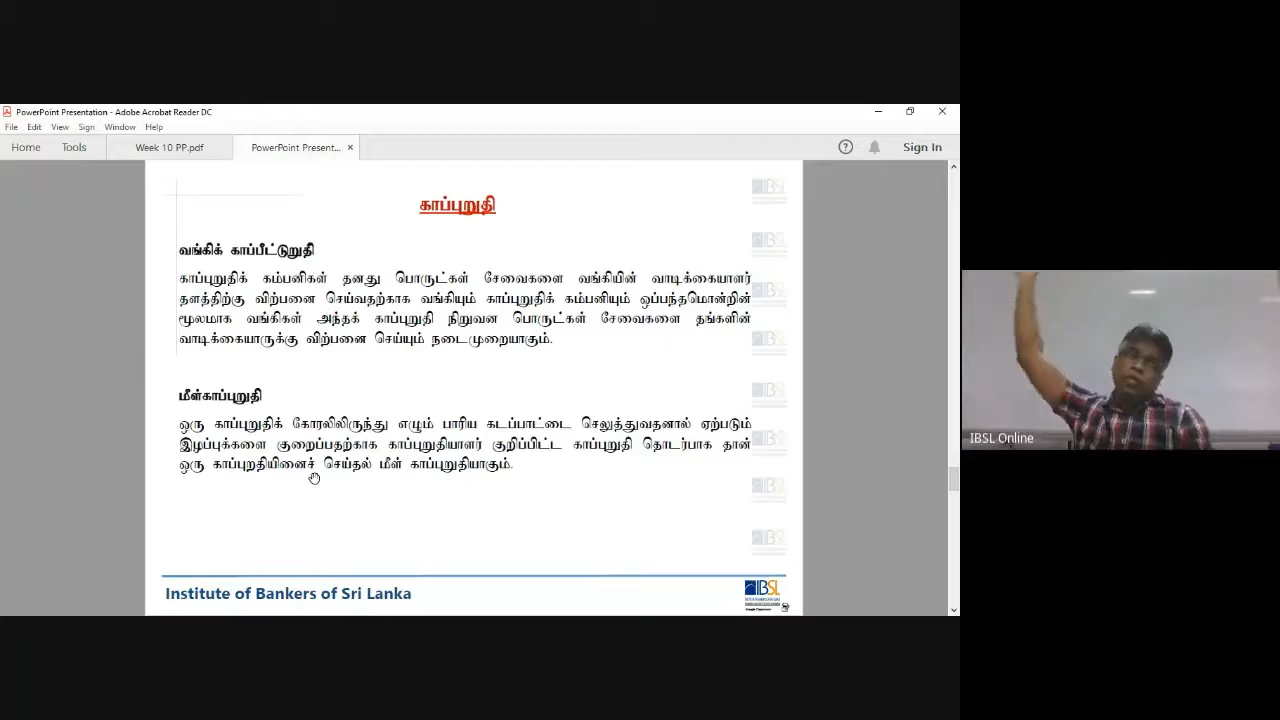 PowerPoint Presentation - Adobe Acrobat Reader DC
File Edit View Sign Window Help
Home Tools Week 10 PP.pdf PowerPoint Present... × Sign In
காப்புறுதி
வங்கிக் காப்பீட்டுறுதி
காப்புறுதிக் கம்பனிகள் தனது பொருட்கள் சேவைகளை வங்கியின் வாடிக்கையாளர்
தளத்திற்கு விற்பனை செய்வதற்காக வங்கியும் காப்புறுதிக் கம்பனியும் ஒப்பந்தமொன்றின்
மூலமாக வங்கிகள் அந்தக் காப்புறுதி நிறுவன பொருட்கள் சேவைகளை தங்களின்
வாடிக்கையாருக்கு விற்பனை செய்யும் நடைமுறையாகும்.
மீள்காப்புறுதி
ஒரு காப்புறுதிக் கோரலிலிருந்து எழும் பாரிய கடப்பாட்டை செலுத்துவதனால் ஏற்படும்
இழப்புக்களை குறைப்பதற்காக காப்புறுதியாளர் குறிப்பிட்ட காப்புறுதி தொடர்பாக தான்
ஒரு காப்புறதியினைச் செய்தல் மீள் காப்புறுதியாகும்.
Institute of Bankers of Sri Lanka
IBSL
IBSL Online